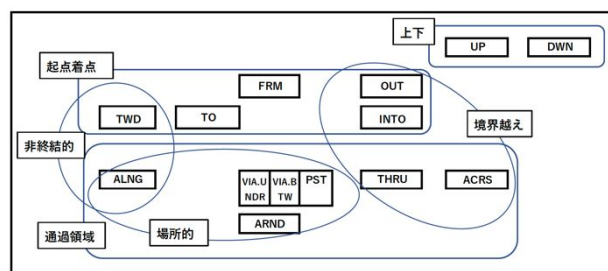 上下
UP DWN
起点着点
FRM OUT
TWD TO INTO
境界越え
非終結的
ALNG VIA.U VIA.B PST THRU ACRS
NDR TW
ARND
通過領域 場所的